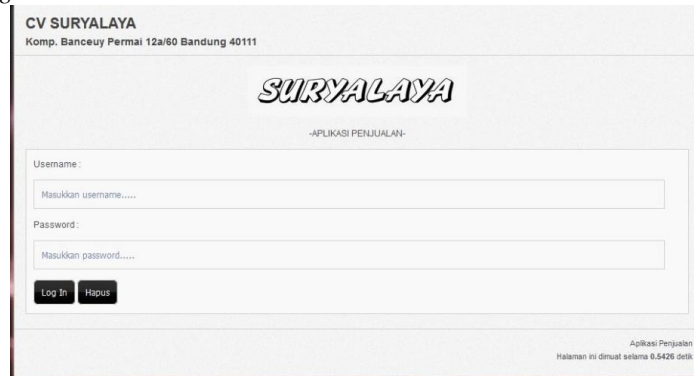 CV SURYALAYA
Komp. Banceuy Permai 12a/60 Bandung 40111
SURYALAYA
-APLIKASI PENJUALAN-
Username :
Masukkan username.....
Password :
Masukkan password.....
Log In Hapus
Aplikasi Penjualan
Halaman ini dimuat selama 0.5426 detik